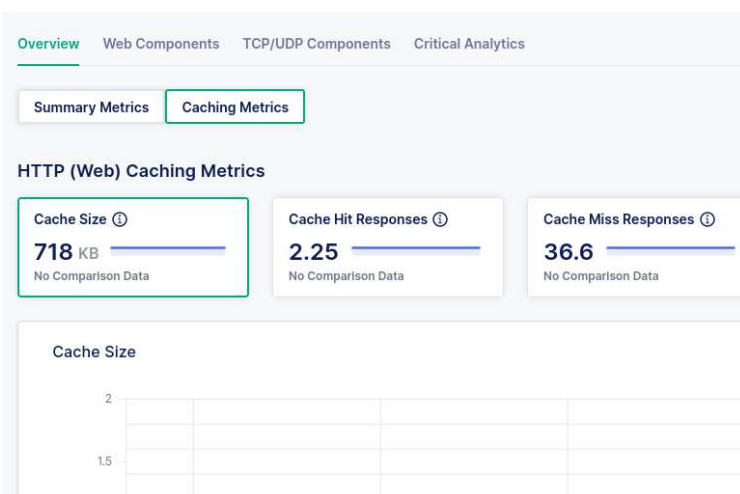 Overview Web Components TCP/UDP Components Critical Analytics
Summary Metrics Caching Metrics
HTTP (Web) Caching Metrics
Cache Size Cache Hit Responses Cache Miss Responses
718 KB 2.25 36.6
No Comparison Data No Comparison Data No Comparison Data
Cache Size
2
1.5